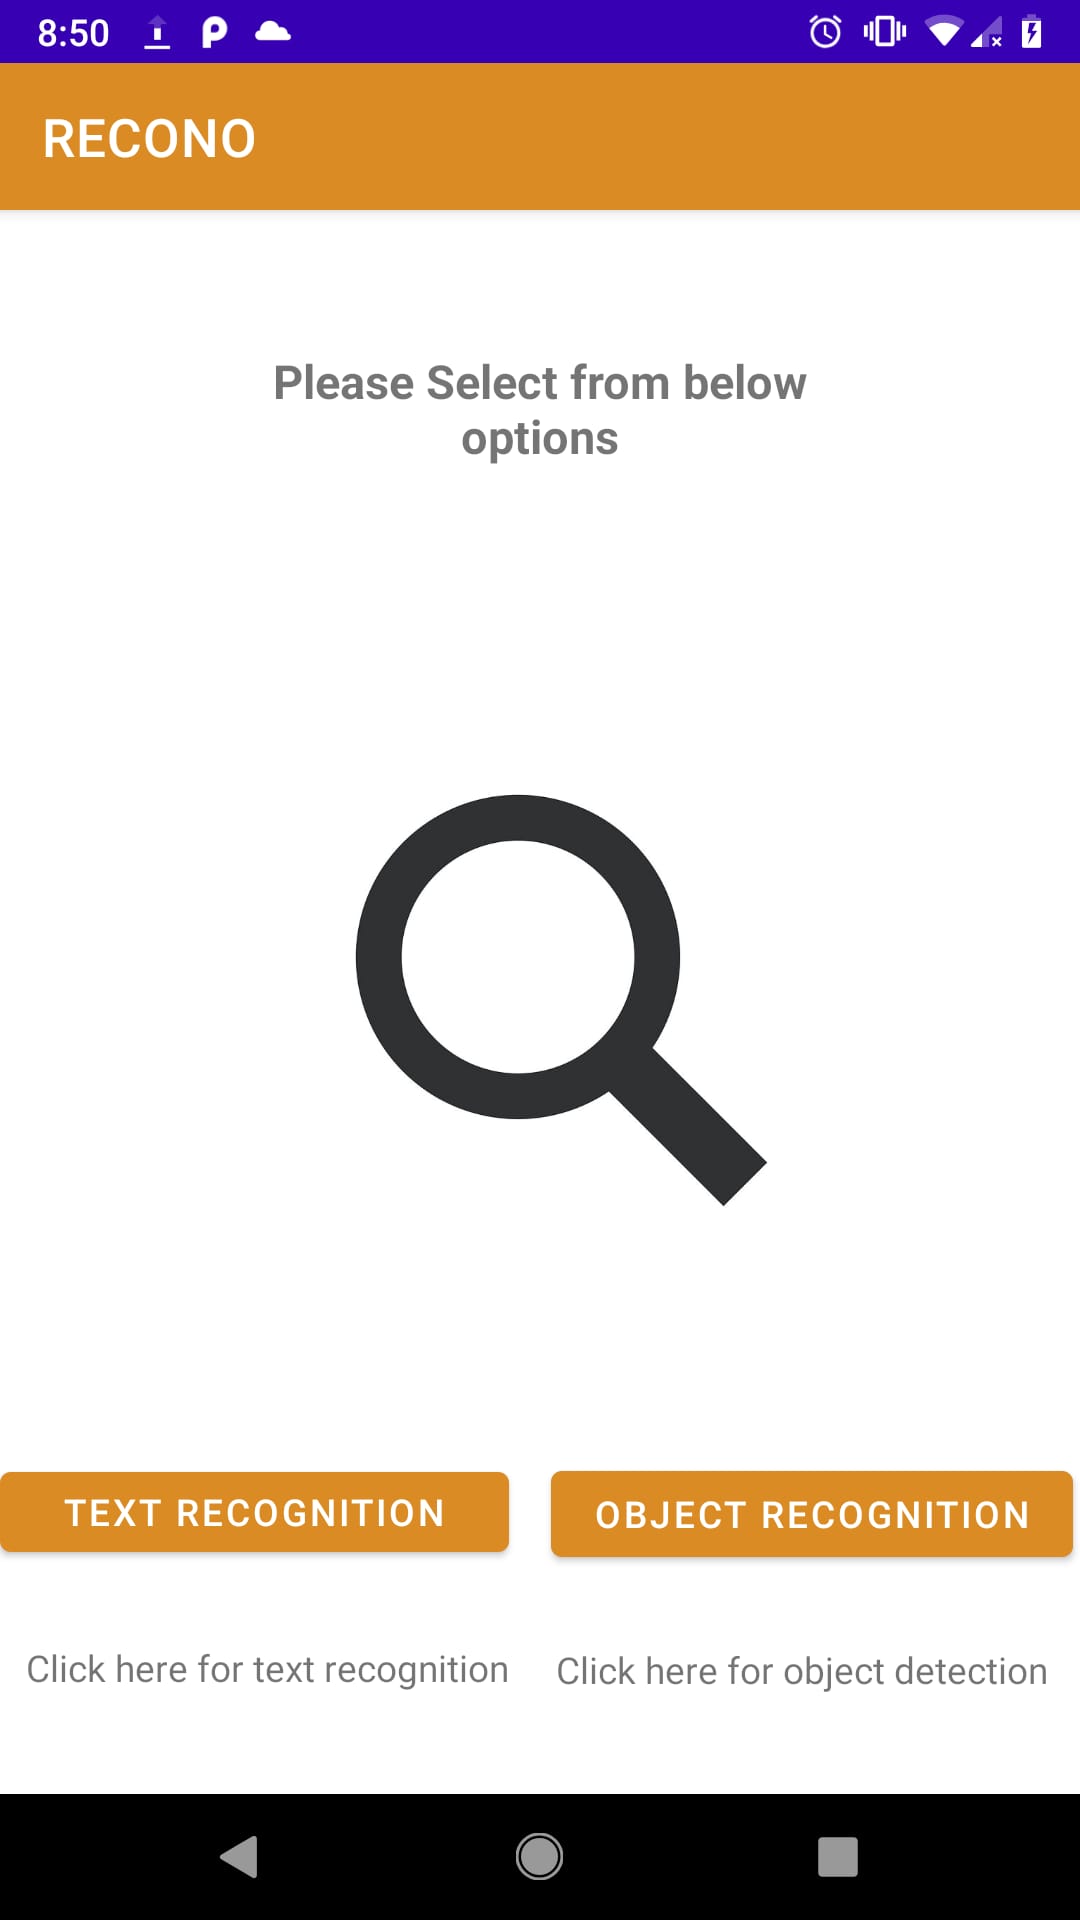 8:50
RECONO
Please Select from below
options
TEXT RECOGNITION
OBJECT RECOGNITION
Click here for text recognition
Click here for object detection